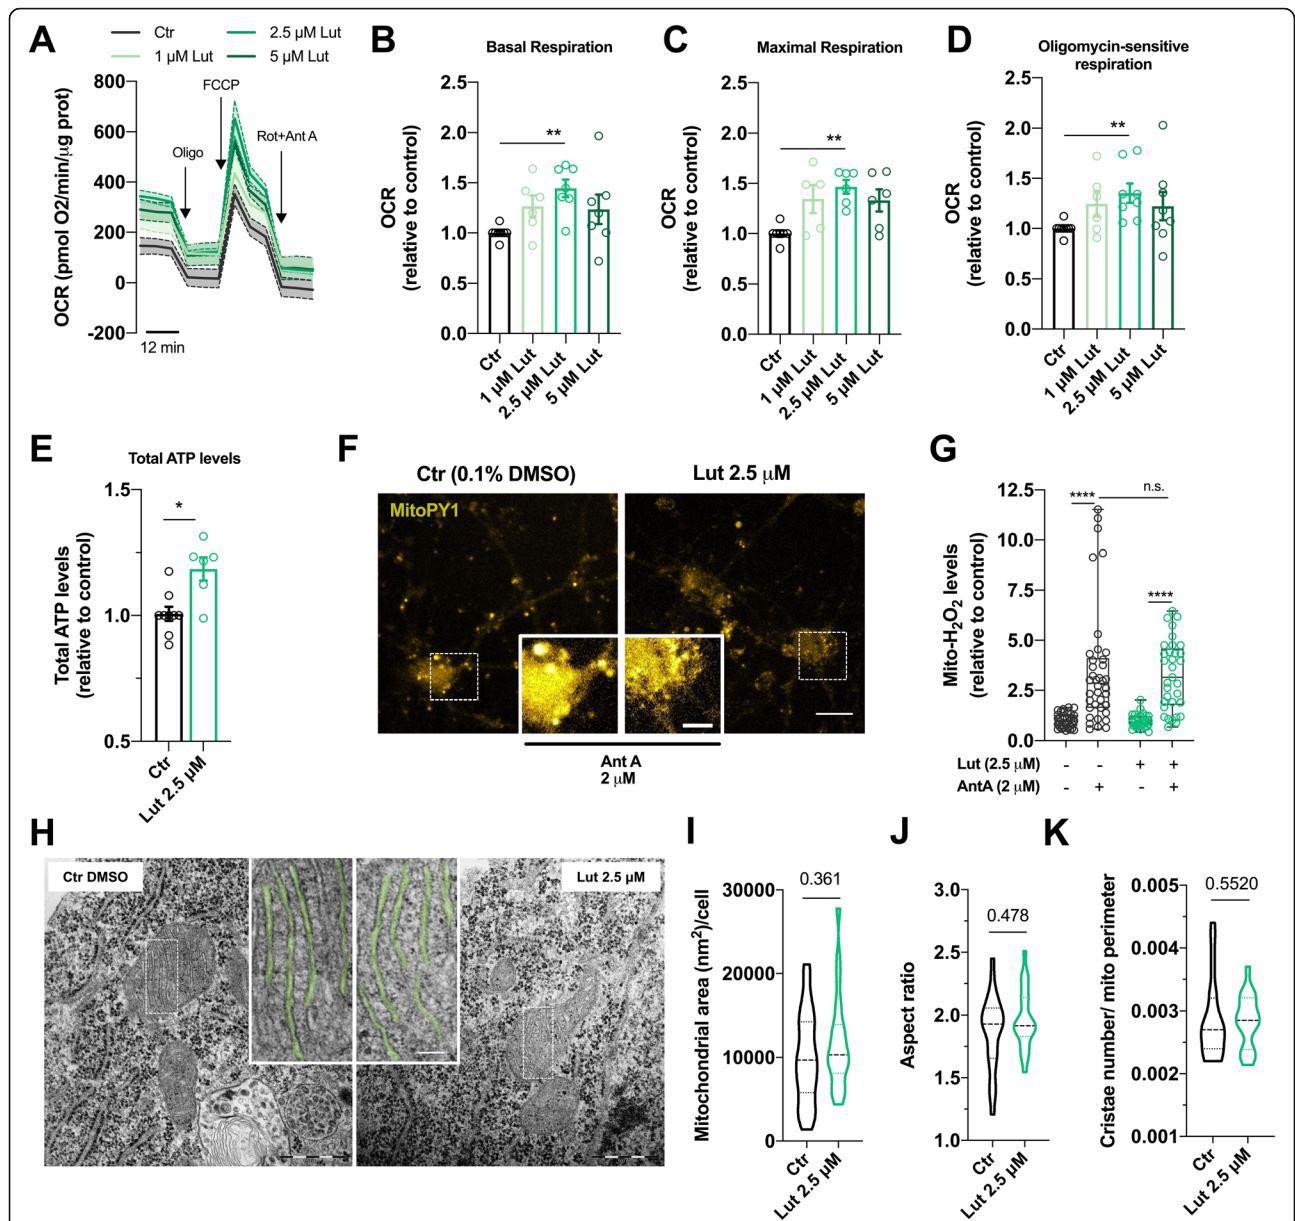 A
Ctr
2.5 µM Lut
1 µM Lut
5 µM Lut
OCR (pmol O2/min/µg prot)
800
600
400
200
0
-200
FCCP
Oligo
Rot+Ant A
12 min
B
Basal Respiration
OCR
(relative to control)
2.5
2.0
1.5
1.0
0.5
0.0
**
Ctr
1 µM Lut
2.5 µM Lut
5 µM Lut
C
Maximal Respiration
OCR
(relative to control)
2.5
2.0
1.5
1.0
0.5
0.0
**
Ctr
1 µM Lut
2.5 µM Lut
5 µM Lut
D
Oligomycin-sensitive
respiration
OCR
(relative to control)
2.5
2.0
1.5
1.0
0.5
0.0
**
Ctr
1 µM Lut
2.5 µM Lut
5 µM Lut
E
Total ATP levels
Total ATP levels
(relative to control)
1.5
1.0
0.5
*
Ctr
Lut 2.5 µM
F
Ctr (0.1% DMSO)
Lut 2.5 µM
MitoPY1
Ant A
2 µM
G
Mito-H₂O₂ levels
(relative to control)
12.5
10.0
7.5
5.0
2.5
0.0
****
n.s.
****
Lut (2.5 µM) - - + +
AntA (2 µM) - + - +
H
Ctr DMSO
Lut 2.5 µM
I
Mitochondrial area (nm²)/cell
30000
20000
10000
0
0.361
Ctr
Lut 2.5 µM
J
Aspect ratio
3.0
2.5
2.0
1.5
1.0
0.478
Ctr
Lut 2.5 µM
K
Cristae number/ mito perimeter
0.005
0.004
0.003
0.002
0.001
0.5520
Ctr
Lut 2.5 µM